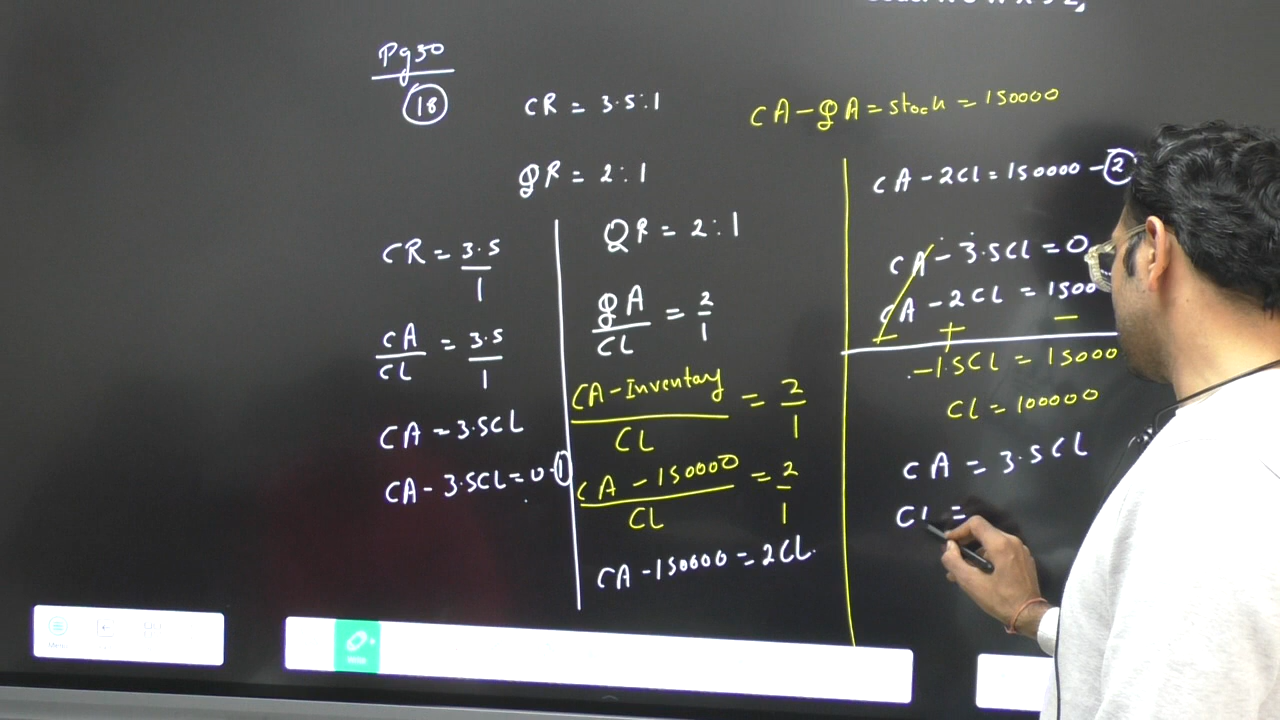 Pg50
18
CR = 3.5:1
QR = 2:1
CR = 3.5/1
CA/CL = 3.5/1
CA = 3.5CL
CA - 3.5CL = 0 - 1
QR = 2:1
QA/CL = 2/1
CA - Inventary/CL = 2/1
CA - 150000/CL = 2/1
CA - 150000 = 2CL.
CA - QA = stock = 150000
CA - 2CL = 150000 - 2
CA - 3.5CL = 0
CA - 2CL = 1500
- + -
-1.5CL = 15000
CL = 100000
CA = 3.5CL